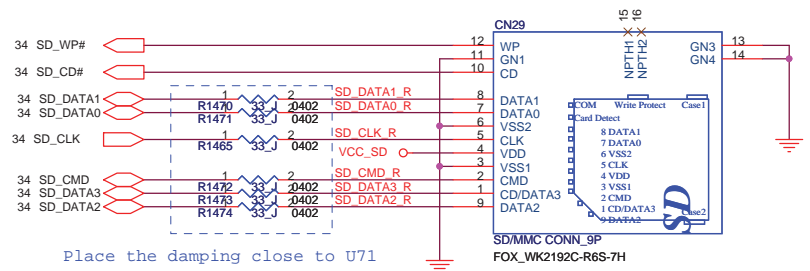 CN29
15
16
NPTH1
NPTH2
34 SD_WP#
12 WP
GN3 13
11 GN1
GN4 14
34 SD_CD#
10 CD
34 SD_DATA1
1 2 SD_DATA1_R
8 DATA1
R1470 33_J 0402
34 SD_DATA0
SD_DATA0_R
7 DATA0
R1471 33_J 0402
6 VSS2
34 SD_CLK
1 2 SD_CLK_R
5 CLK
R1465 33_J 0402
VCC_SD
4 VDD
3 VSS1
34 SD_CMD
1 2 SD_CMD_R
2 CMD
R1472 33_J 0402
34 SD_DATA3
SD_DATA3_R
1 CD/DATA3
R1473 33_J 0402
34 SD_DATA2
SD_DATA2_R
9 DATA2
R1474 33_J 0402
COM
Write Protect
Case1
Card Detect
8 DATA1
7 DATA0
6 VSS2
5 CLK
4 VDD
3 VSS1
2 CMD
1 CD/DATA3
9 DATA2
Case2
SD
SD/MMC CONN_9P
FOX_WK2192C-R6S-7H
Place the damping close to U71